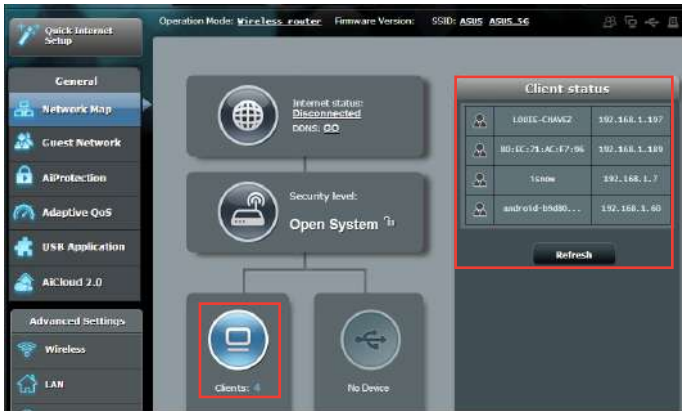 Quick Internet
Setup
Operation Mode: Wireless router Firmware Version: SSID: ASUS ASUS_5G
General
Network Map
Guest Network
AiProtection
Adaptive QoS
USB Application
AiCloud 2.0
Advanced Settings
Wireless
LAN
Internet status:
Disconnected
DDNS: GO
Security level:
Open System
Clients: 4
No Device
Client status
LOUIE-CHAVEZ 192.168.1.197
192.168.1.189
192.168.1.7
android-b9d80... 192.168.1.60
Refresh